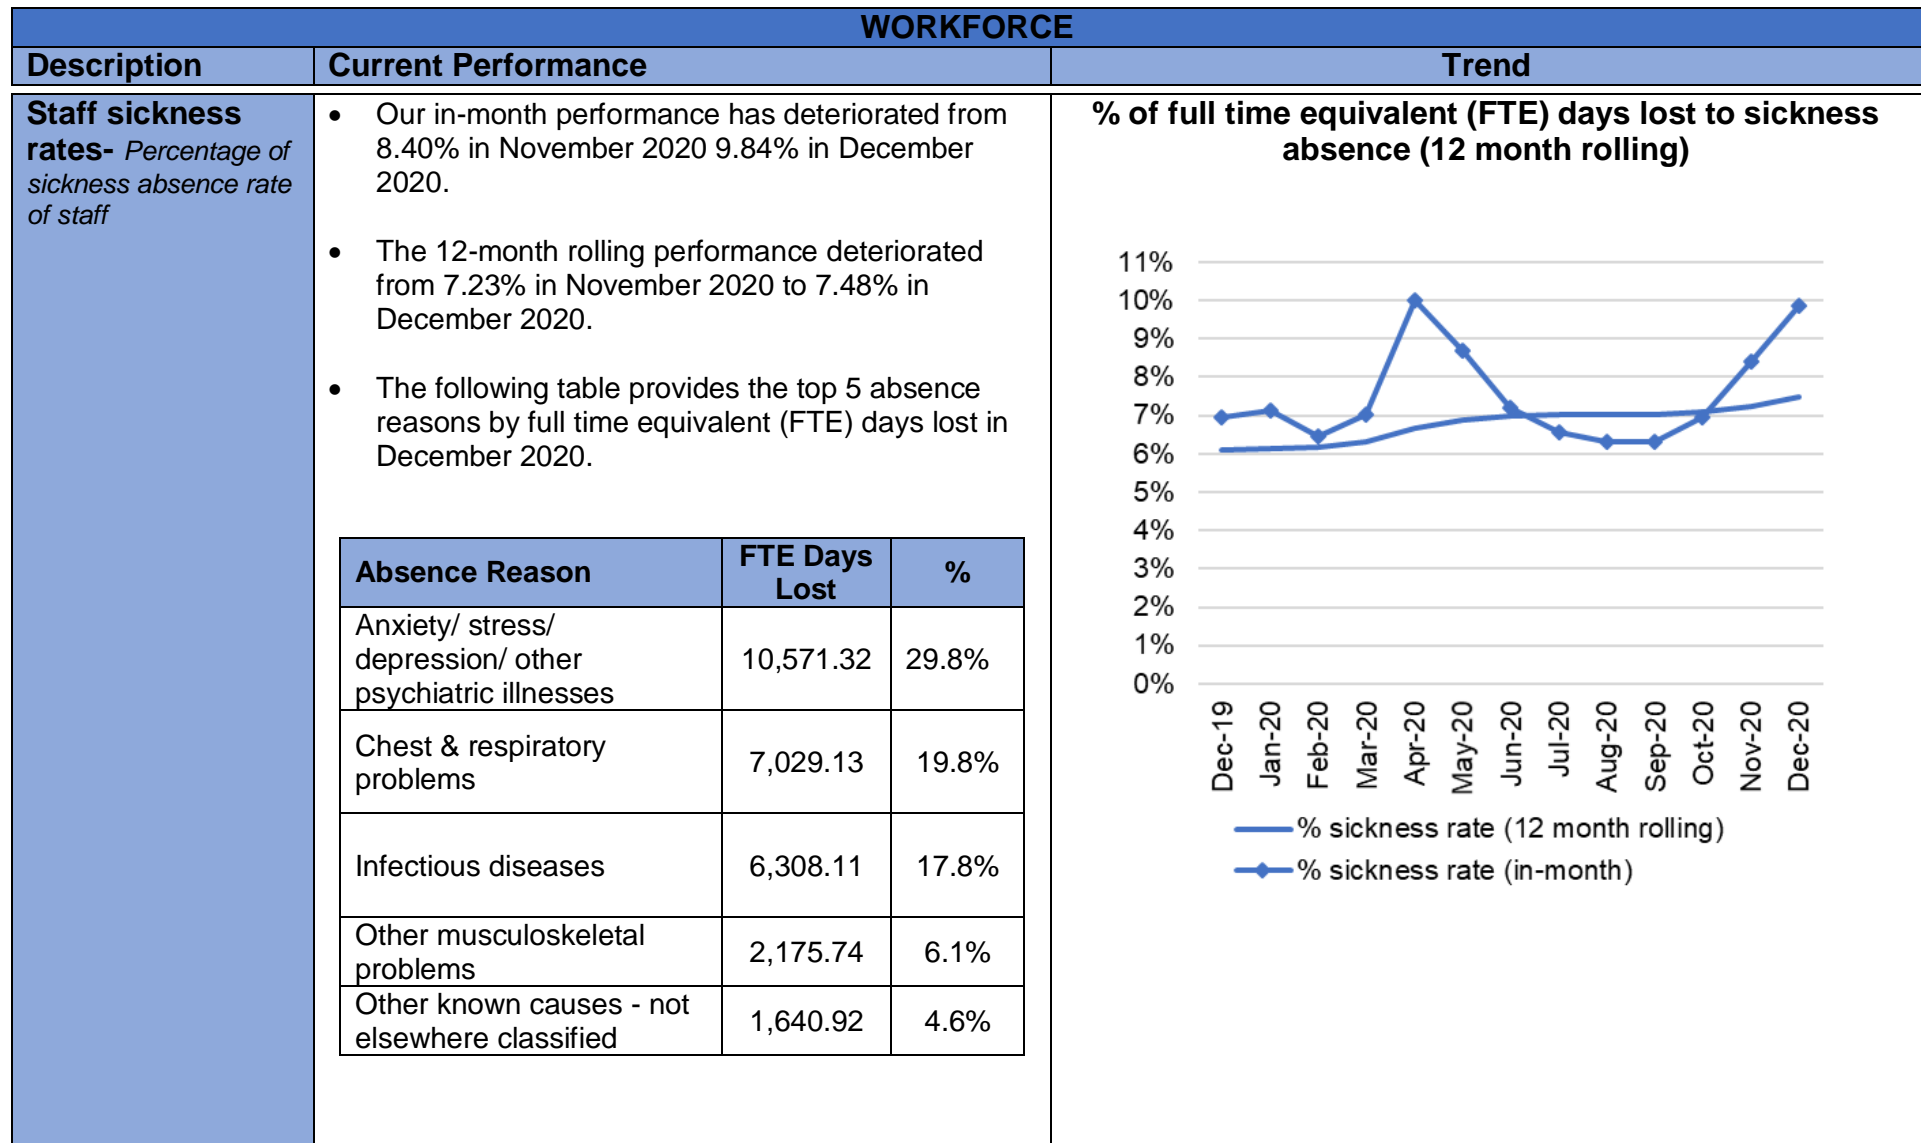 WORKFORCE
Description
Current Performance
Trend
Staff sickness
rates- Percentage of
sickness absence rate
of staff
• Our in-month performance has deteriorated from
8.40% in November 2020 9.84% in December
2020.
• The 12-month rolling performance deteriorated
from 7.23% in November 2020 to 7.48% in
December 2020.
• The following table provides the top 5 absence
reasons by full time equivalent (FTE) days lost in
December 2020.
Absence Reason
FTE Days
Lost
%
Anxiety/ stress/
depression/ other
psychiatric illnesses
10,571.32
29.8%
Chest & respiratory
problems
7,029.13
19.8%
Infectious diseases
6,308.11
17.8%
Other musculoskeletal
problems
2,175.74
6.1%
Other known causes - not
elsewhere classified
1,640.92
4.6%
% of full time equivalent (FTE) days lost to sickness
absence (12 month rolling)
11%
10%
9%
8%
7%
6%
5%
4%
3%
2%
1%
0%
Dec-19
Jan-20
Feb-20
Mar-20
Apr-20
May-20
Jun-20
Jul-20
Aug-20
Sep-20
Oct-20
Nov-20
Dec-20
% sickness rate (12 month rolling)
% sickness rate (in-month)